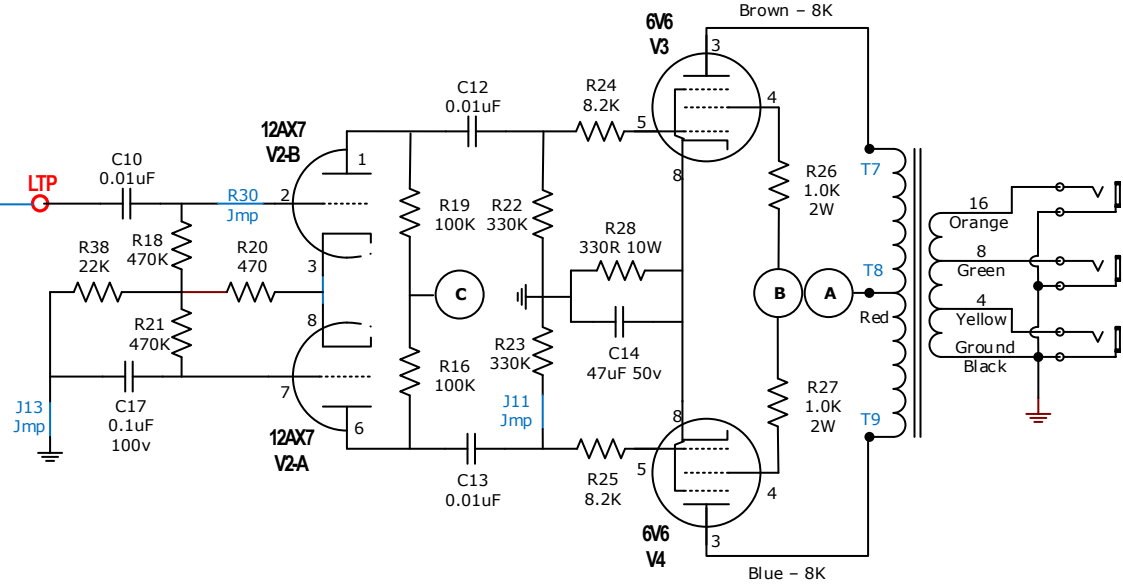 Brown – 8K
6V6
V3
3
C12
0.01uF
R24
8.2K
4
5
12AX7
V2-B
1
C10
0.01uF
LTP
R30
Jmp
2
8
R26
1.0K
2W
T7
R19
100K
R22
330K
R28
330R 10W
16
Orange
R38
22K
R18
470K
R20
470
3
C
B
A
T8
Red
8
Green
R21
470K
8
R23
330K
C14
47uF 50v
4
Yellow
Ground
Black
R16
100K
J13
Jmp
C17
0.1uF
100v
7
J11
Jmp
R27
1.0K
2W
T9
6
12AX7
V2-A
8
C13
0.01uF
R25
8.2K
5
4
6V6
V4
3
Blue – 8K